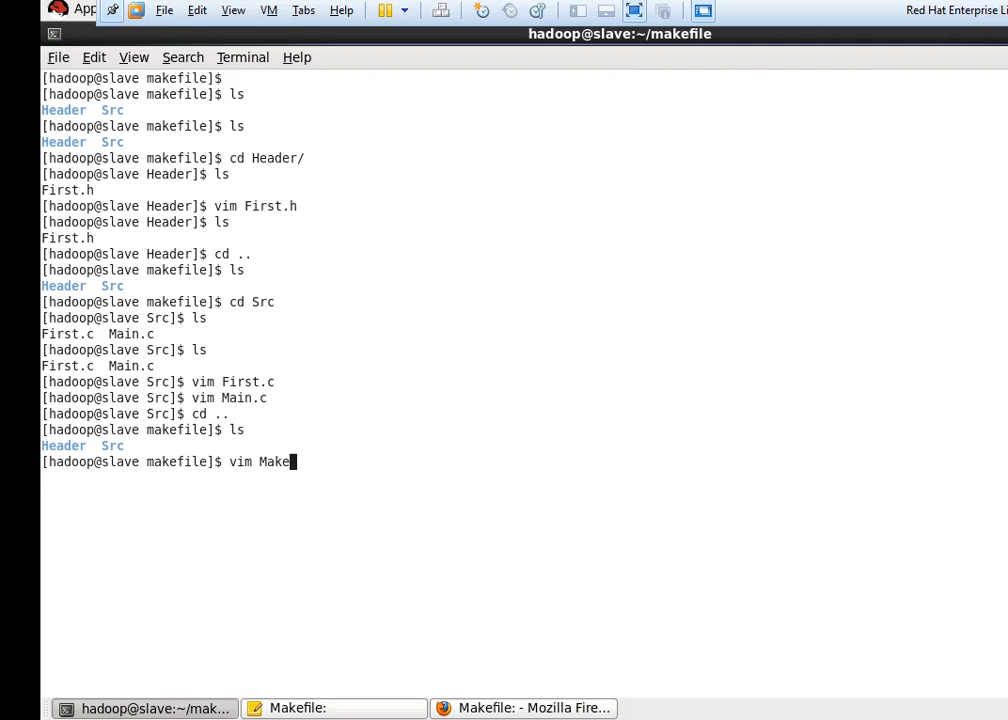 App File Edit View VM Tabs Help Red Hat Enterprise Li
hadoop@slave:~/makefile
File Edit View Search Terminal Help
[hadoop@slave makefile]$
[hadoop@slave makefile]$ ls
Header Src
[hadoop@slave makefile]$ ls
Header Src
[hadoop@slave makefile]$ cd Header/
[hadoop@slave Header]$ ls
First.h
[hadoop@slave Header]$ vim First.h
[hadoop@slave Header]$ ls
First.h
[hadoop@slave Header]$ cd ..
[hadoop@slave makefile]$ ls
Header Src
[hadoop@slave makefile]$ cd Src
[hadoop@slave Src]$ ls
First.c Main.c
[hadoop@slave Src]$ ls
First.c Main.c
[hadoop@slave Src]$ vim First.c
[hadoop@slave Src]$ vim Main.c
[hadoop@slave Src]$ cd ..
[hadoop@slave makefile]$ ls
Header Src
[hadoop@slave makefile]$ vim Make
hadoop@slave:~/mak... Makefile: Makefile: - Mozilla Fire...